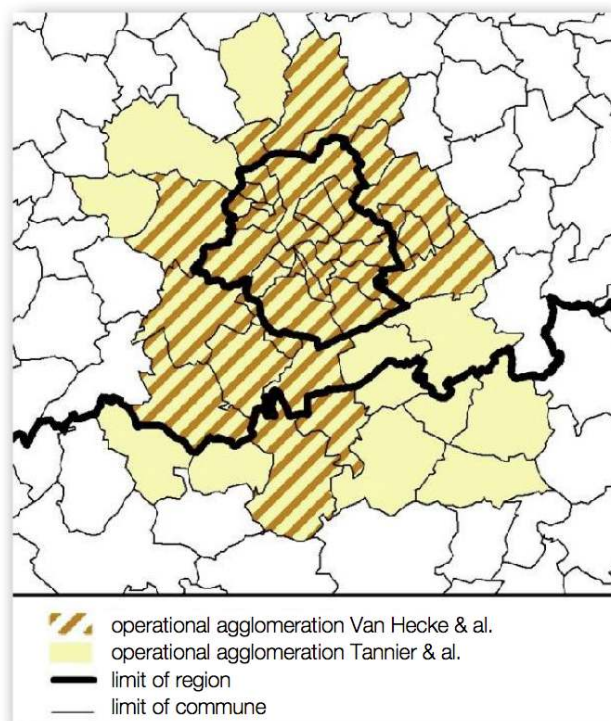 operational agglomeration Van Hecke & al.
operational agglomeration Tannier & al.
limit of region
limit of commune